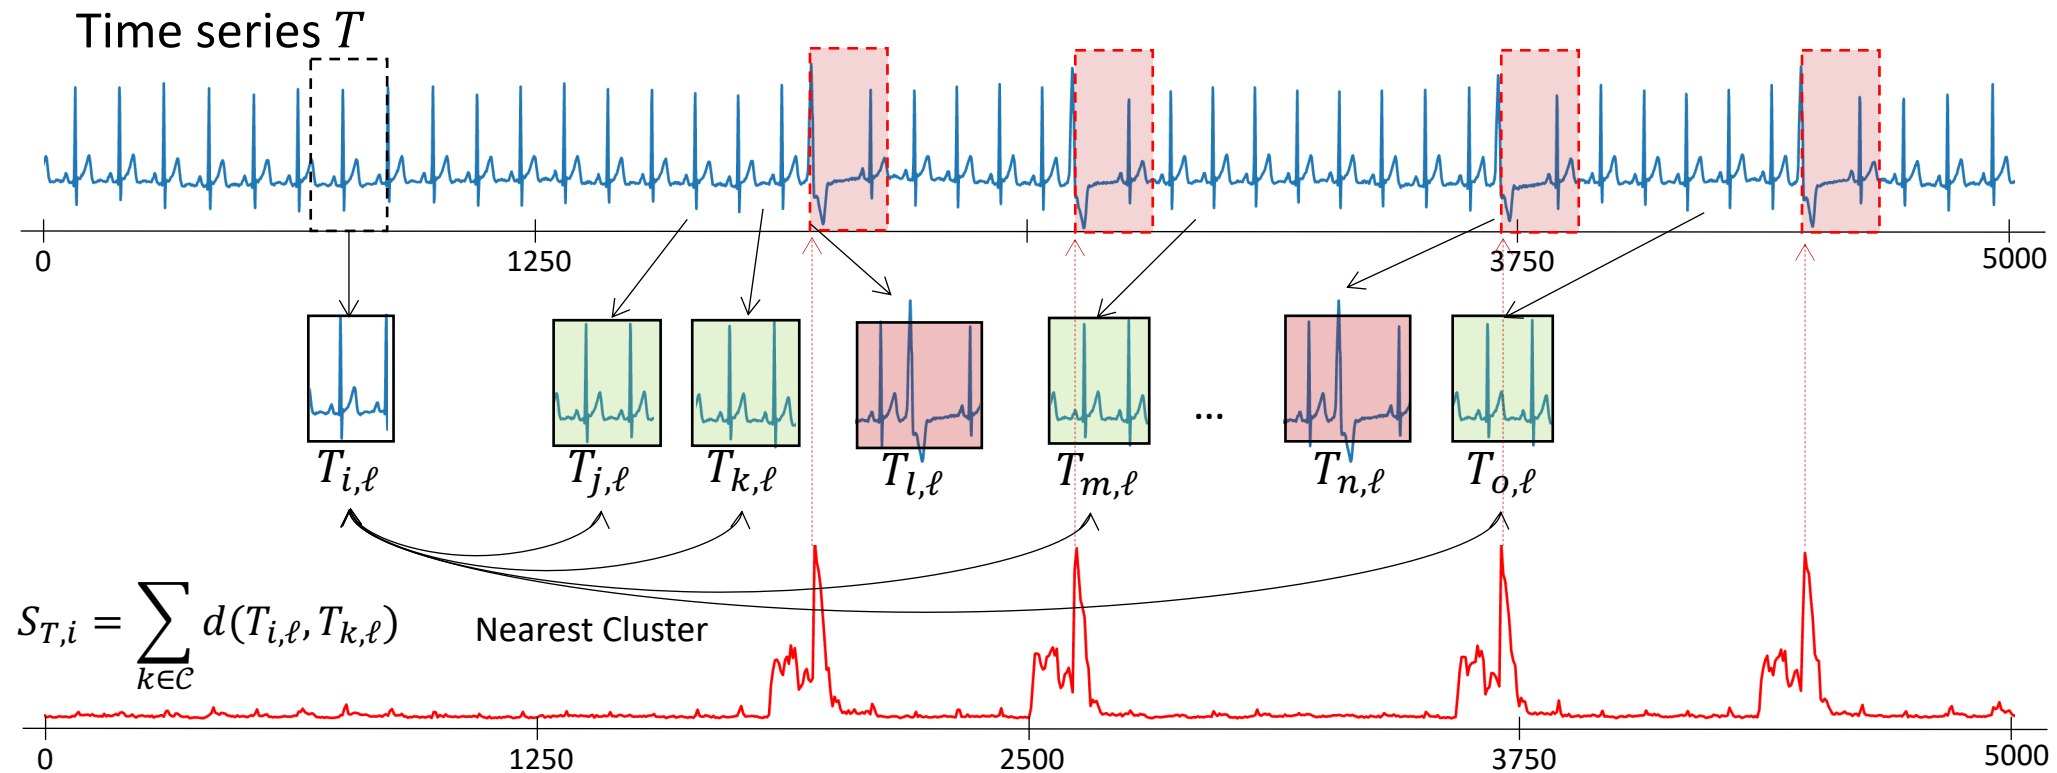 Time series T
0 1250 3750 5000
T_{i,ℓ} T_{j,ℓ} T_{k,ℓ} T_{l,ℓ} T_{m,ℓ} ... T_{n,ℓ} T_{o,ℓ}
S_{T,i} = ∑_{k∈𝒞} d(T_{i,ℓ}, T_{k,ℓ})
Nearest Cluster
0 1250 2500 3750 5000